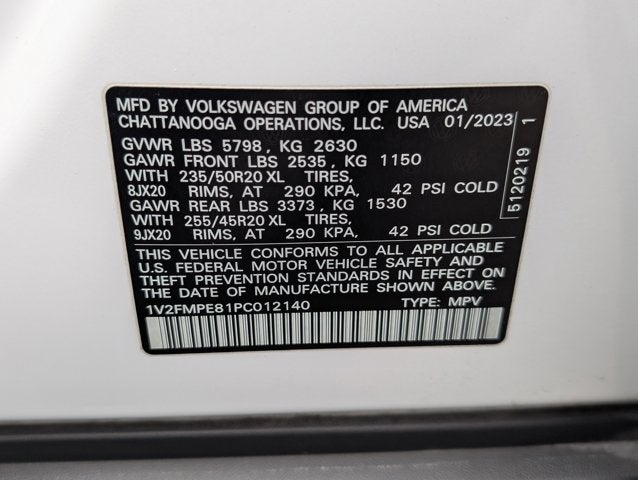 MFD BY VOLKSWAGEN GROUP OF AMERICA
CHATTANOOGA OPERATIONS, LLC. USA 01/2023
GVWR LBS 5798, KG 2630
GAWR FRONT LBS 2535, KG 1150
WITH 235/50R20 XL TIRES,
8JX20 RIMS, AT 290 KPA, 42 PSI COLD
GAWR REAR LBS 3373, KG 1530
WITH 255/45R20 XL TIRES,
9JX20 RIMS, AT 290 KPA, 42 PSI COLD
THIS VEHICLE CONFORMS TO ALL APPLICABLE
U.S. FEDERAL MOTOR VEHICLE SAFETY AND
THEFT PREVENTION STANDARDS IN EFFECT ON
THE DATE OF MANUFACTURE SHOWN ABOVE.
1V2FMPE81PC012140 TYPE: MPV
5120219 1